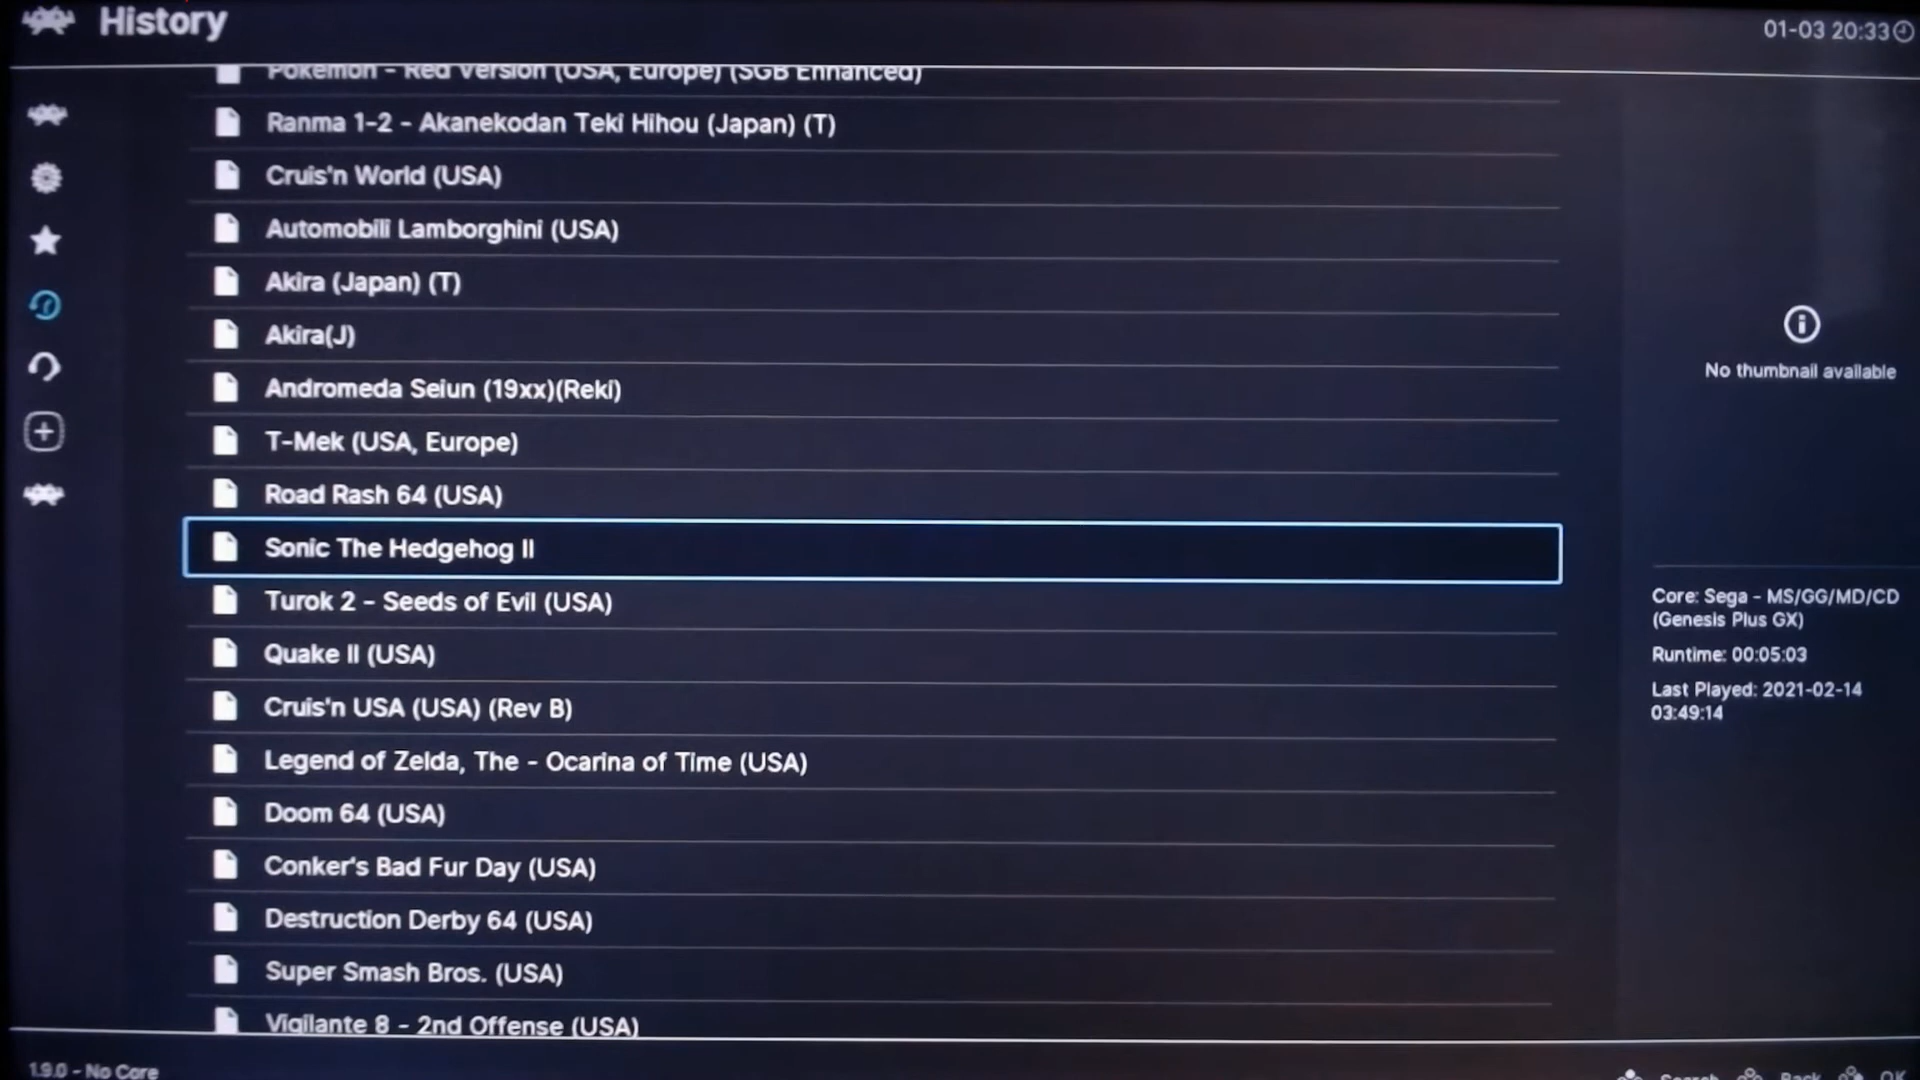 History
01-03 20:33
Pokemon - Red Version (USA, Europe) (SGB Enhanced)
Ranma 1-2 - Akanekodan Teki Hihou (Japan) (T)
Cruis'n World (USA)
Automobili Lamborghini (USA)
Akira (Japan) (T)
Akira(J)
Andromeda Seiun (19xx)(Reki)
T-Mek (USA, Europe)
Road Rash 64 (USA)
Sonic The Hedgehog II
Turok 2 - Seeds of Evil (USA)
Quake II (USA)
Cruis'n USA (USA) (Rev B)
Legend of Zelda, The - Ocarina of Time (USA)
Doom 64 (USA)
Conker's Bad Fur Day (USA)
Destruction Derby 64 (USA)
Super Smash Bros. (USA)
Vigilante 8 - 2nd Offense (USA)
No thumbnail available
Core: Sega - MS/GG/MD/CD
(Genesis Plus GX)
Runtime: 00:05:03
Last Played: 2021-02-14
03:49:14
1.9.0 - No Core
Search Back OK